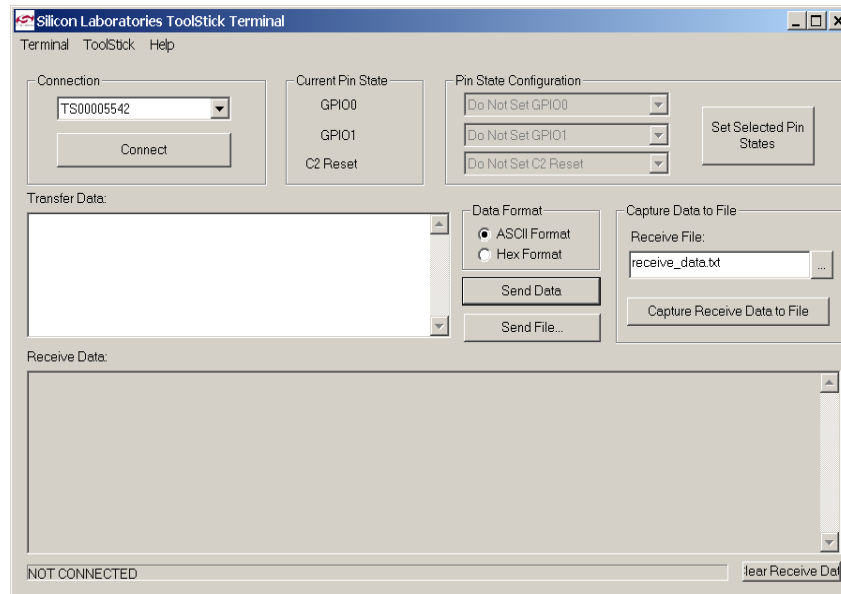 Silicon Laboratories ToolStick Terminal
Terminal ToolStick Help
Connection
TS00005542
Connect
Current Pin State
GPIO0
GPIO1
C2 Reset
Pin State Configuration
Do Not Set GPIO0
Do Not Set GPIO1
Do Not Set C2 Reset
Set Selected Pin
States
Transfer Data:
Data Format
ASCII Format
Hex Format
Send Data
Send File...
Capture Data to File
Receive File:
receive_data.txt
...
Capture Receive Data to File
Receive Data:
NOT CONNECTED
lear Receive Dat